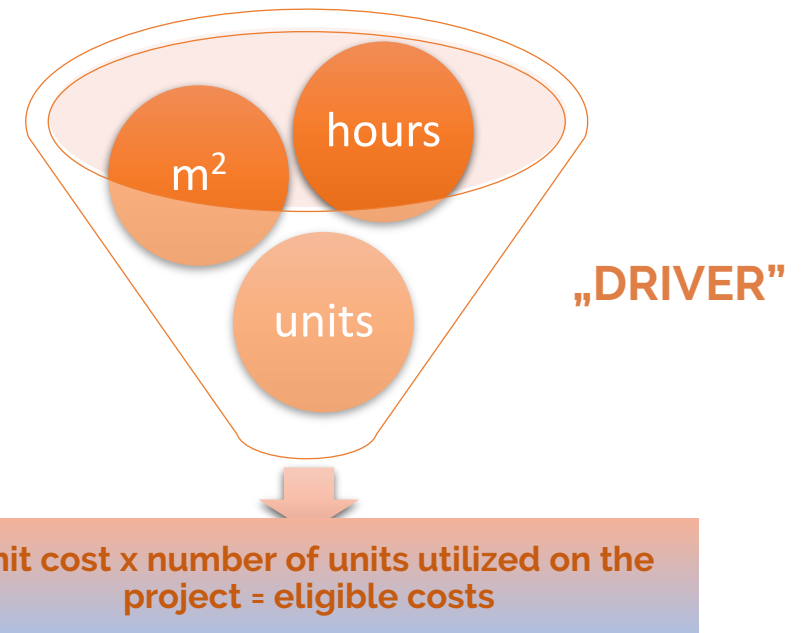 hours
m²
units
„DRIVER”
nit cost x number of units utilized on the
project = eligible costs